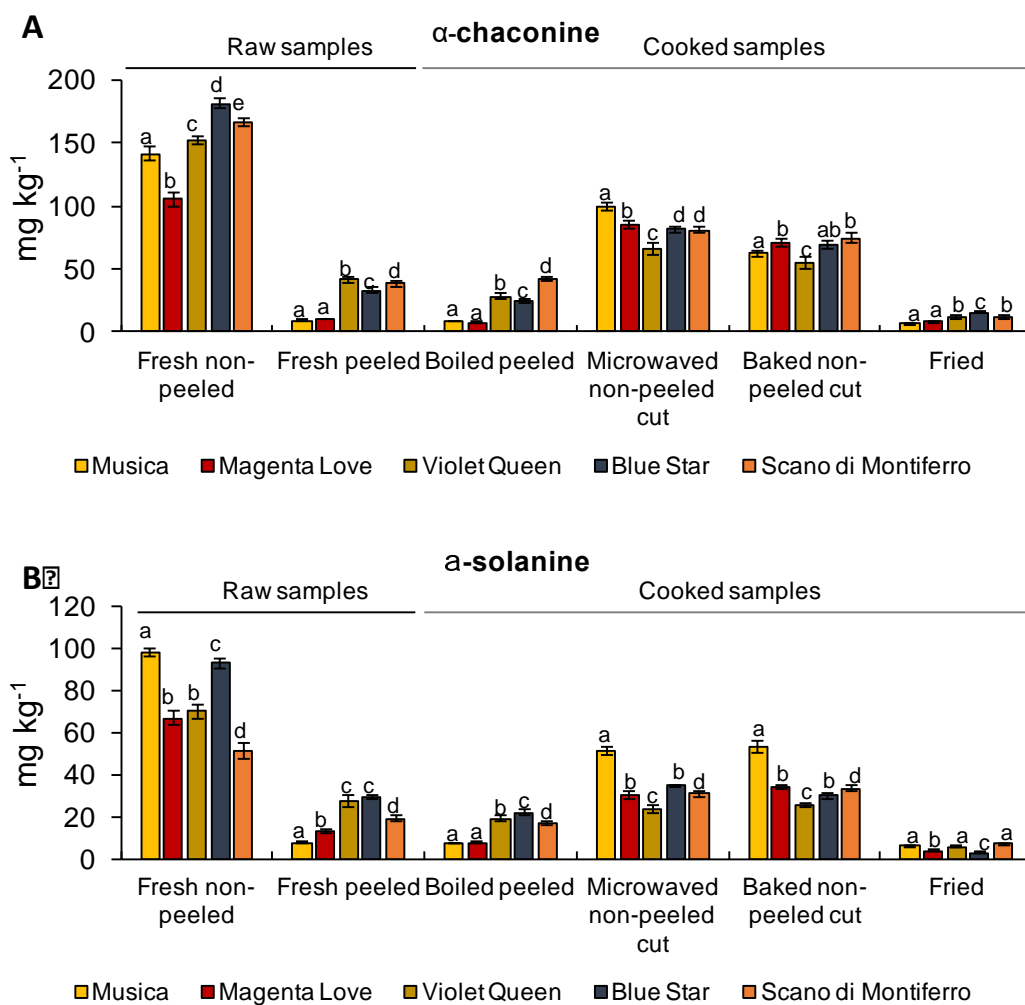 A
α-chaconine
Raw samples
Cooked samples
mg kg-1
200
150
100
50
0
a b c d e
a a b c d
a a b c d
a b c d d
a b c ab b
a a b c b
Fresh non-peeled
Fresh peeled
Boiled peeled
Microwaved non-peeled cut
Baked non-peeled cut
Fried
Musica Magenta Love Violet Queen Blue Star Scano di Montiferro
B
a-solanine
Raw samples
Cooked samples
mg kg-1
120
100
80
60
40
20
0
a b b c d
a b c c d
a a b c d
a b c b d
a b c b d
a b a c a
Fresh non-peeled
Fresh peeled
Boiled peeled
Microwaved non-peeled cut
Baked non-peeled cut
Fried
Musica Magenta Love Violet Queen Blue Star Scano di Montiferro